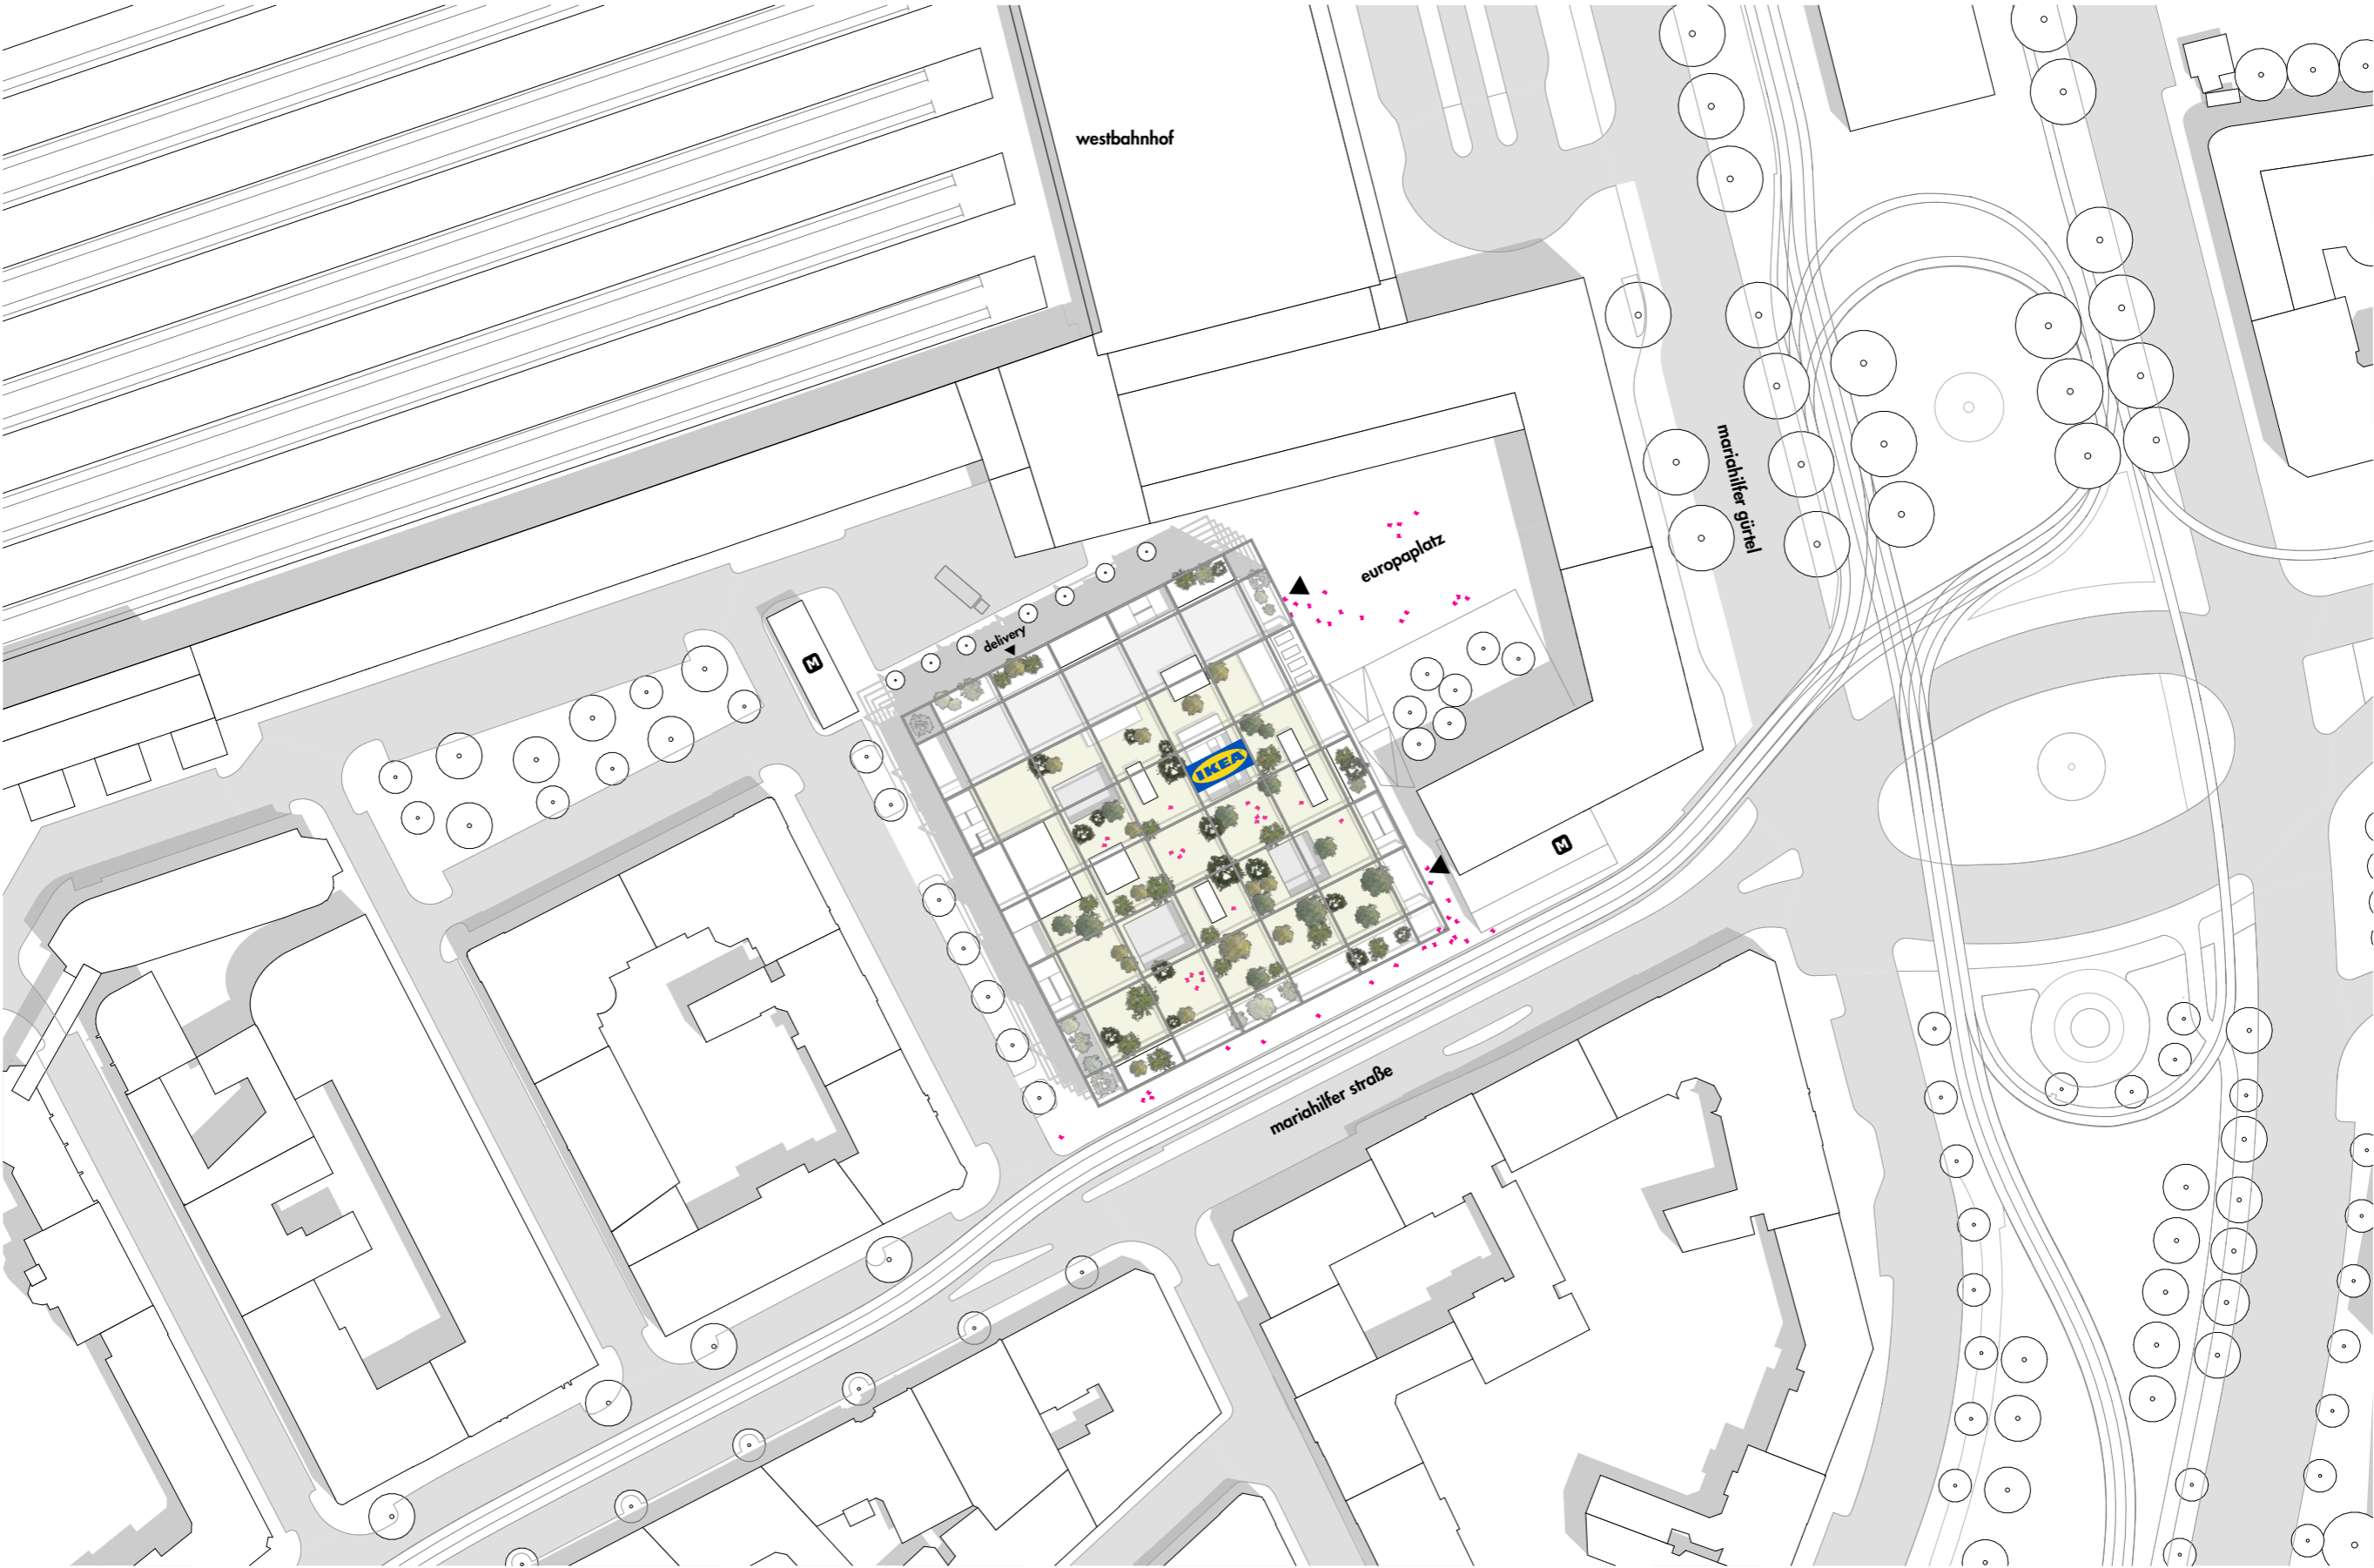 westbahnhof
mariahilfer gürtel
europaplatz
delivery
M
IKEA
M
mariahilfer straße